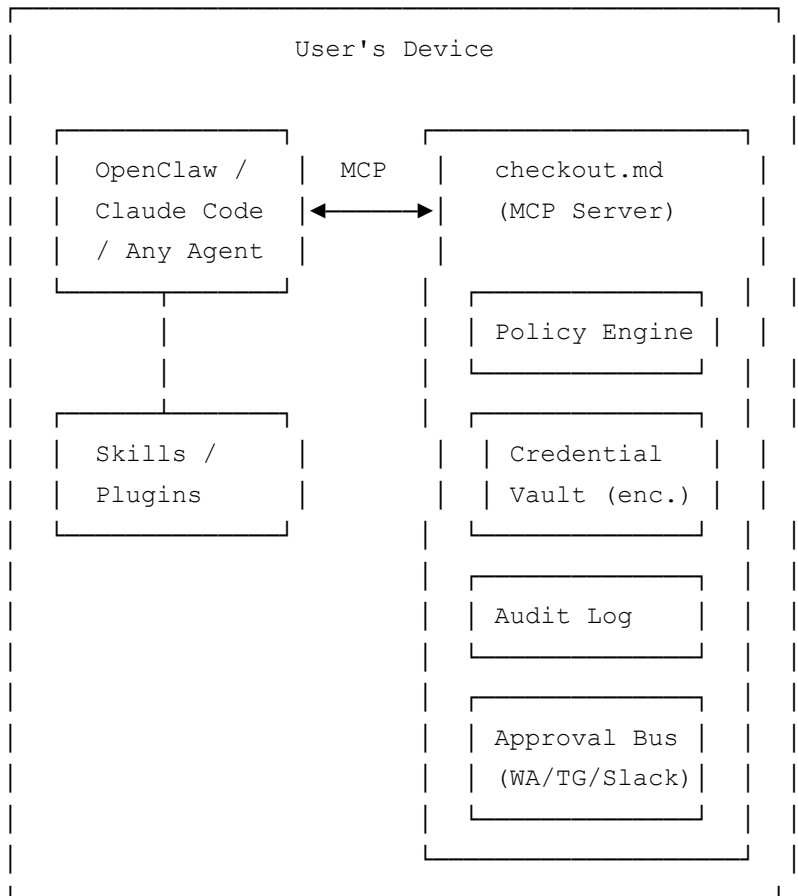 User's Device
OpenClaw /
Claude Code
/ Any Agent
MCP
checkout.md
(MCP Server)
Policy Engine
Skills /
Plugins
Credential
Vault (enc.)
Audit Log
Approval Bus
(WA/TG/Slack)